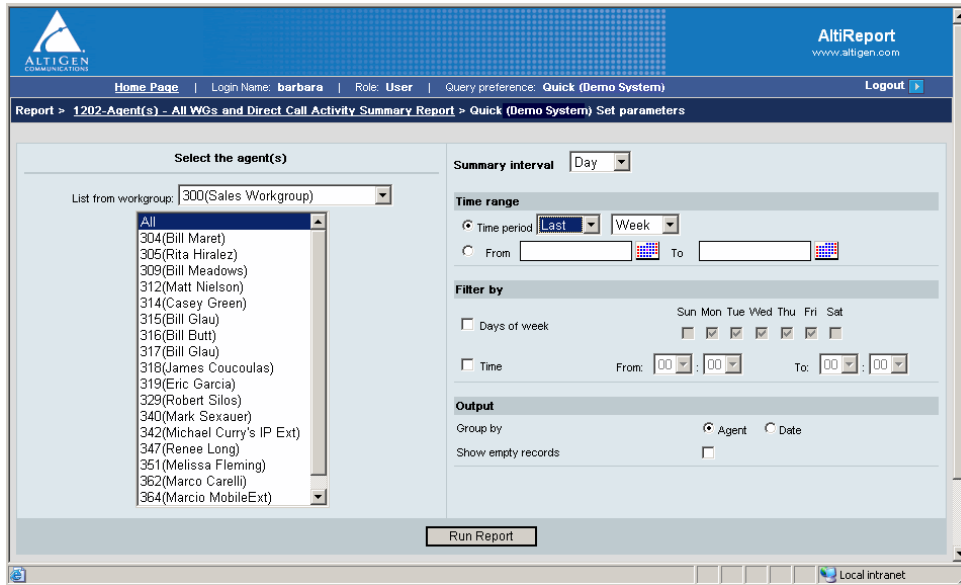 ALTIGEN
COMMUNICATIONS
AltiReport
www.altigen.com
Home Page | Login Name: barbara | Role: User | Query preference: Quick (Demo System) Logout
Report > 1202-Agent(s) - All WGs and Direct Call Activity Summary Report > Quick (Demo System) Set parameters
Select the agent(s)
List from workgroup: 300(Sales Workgroup)
All
304(Bill Maret)
305(Rita Hiralez)
309(Bill Meadows)
312(Matt Nielson)
314(Casey Green)
315(Bill Glau)
316(Bill Butt)
317(Bill Glau)
318(James Coucoulas)
319(Eric Garcia)
329(Robert Silos)
340(Mark Sexauer)
342(Michael Curry's IP Ext)
347(Renee Long)
351(Melissa Fleming)
362(Marco Carelli)
364(Marcio MobileExt)
Summary interval Day
Time range
Time period Last Week
From To
Filter by
Sun Mon Tue Wed Thu Fri Sat
Days of week
Time From: 00 : 00 To: 00 : 00
Output
Group by Agent Date
Show empty records
Run Report
Local intranet